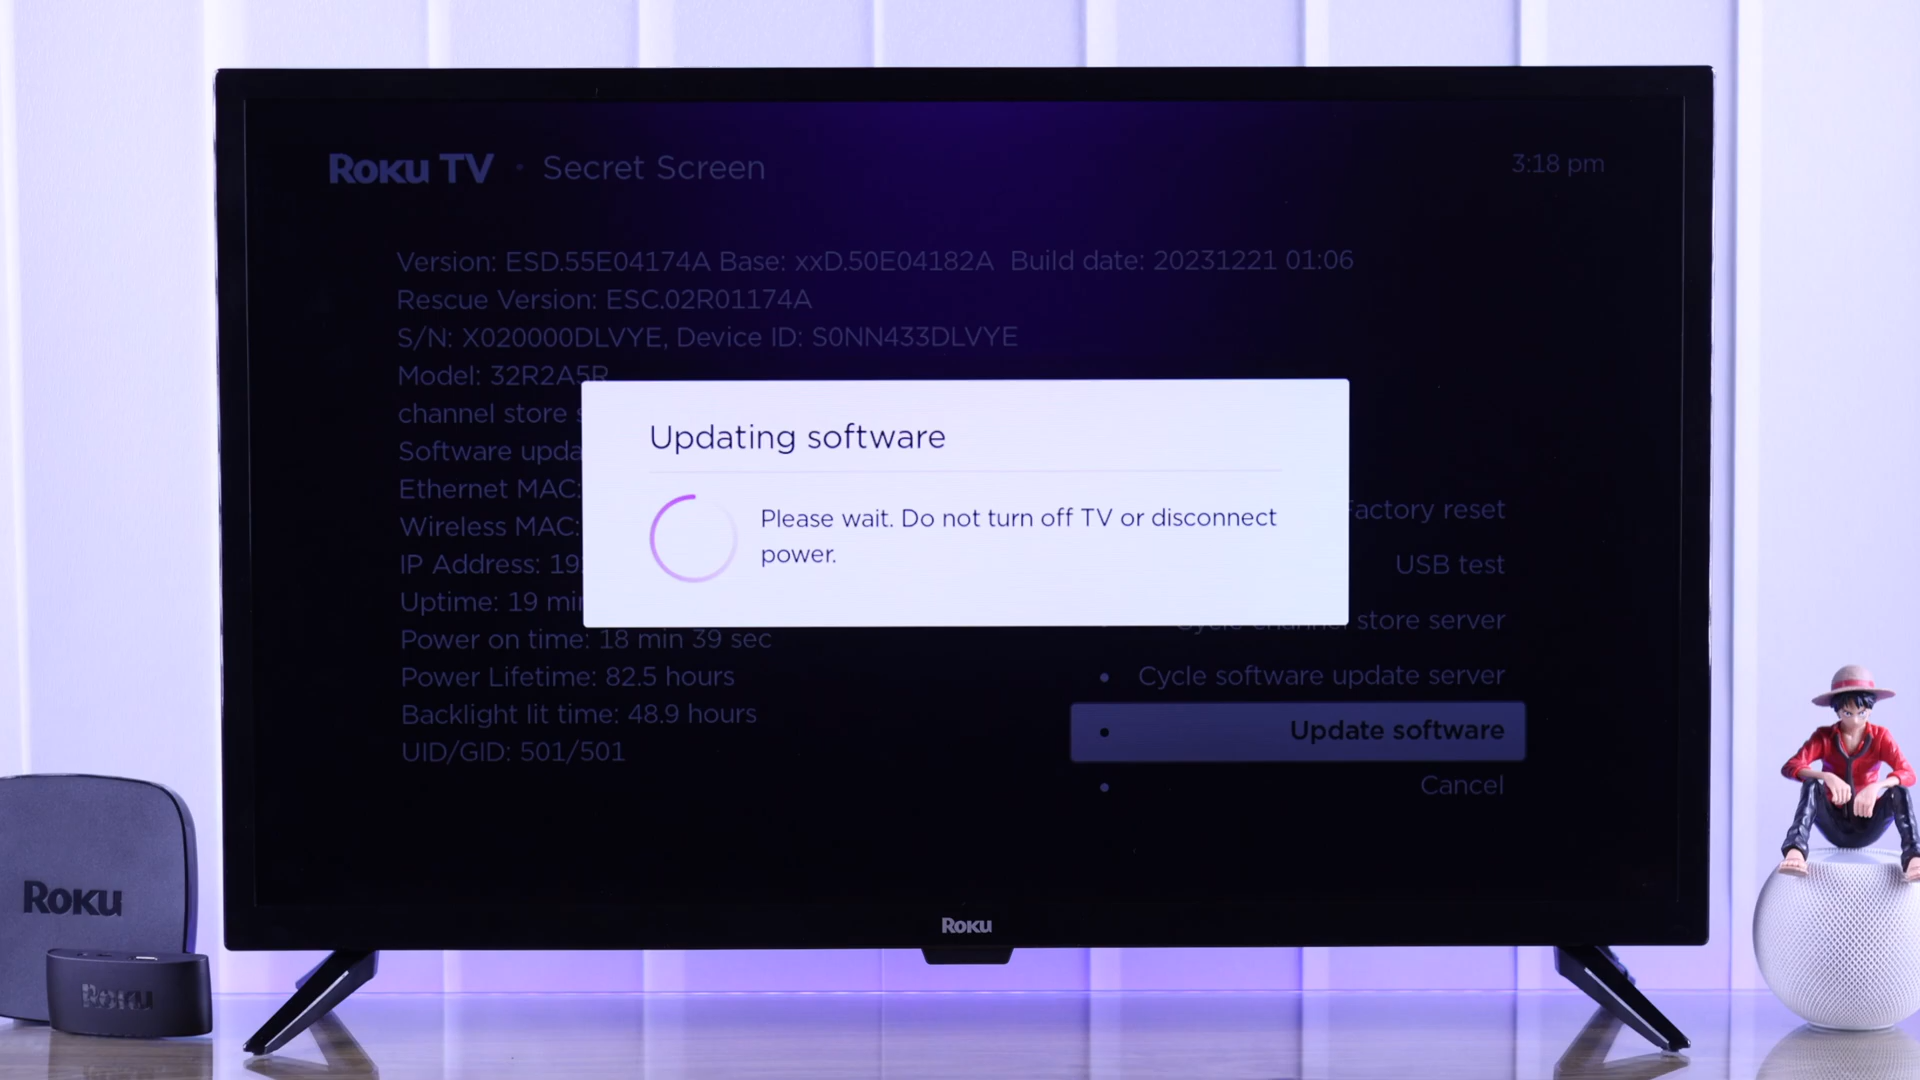 Roku TV • Secret Screen
3:18 pm
Version: ESD.55E04174A Base: xxD.50E04182A Build date: 20231221 01:06
Rescue Version: ESC.02R01174A
S/N: X020000DLVYE, Device ID: S0NN433DLVYE
Model: 32R2A5R
channel store
Software upda
Ethernet MAC:
Wireless MAC:
IP Address: 19
Uptime: 19 min
Power on time: 18 min 39 sec
Power Lifetime: 82.5 hours
Backlight lit time: 48.9 hours
UID/GID: 501/501
Updating software
Please wait. Do not turn off TV or disconnect
power.
Factory reset
USB test
Cycle channel store server
• Cycle software update server
• Update software
• Cancel
Roku
Roku
Roku